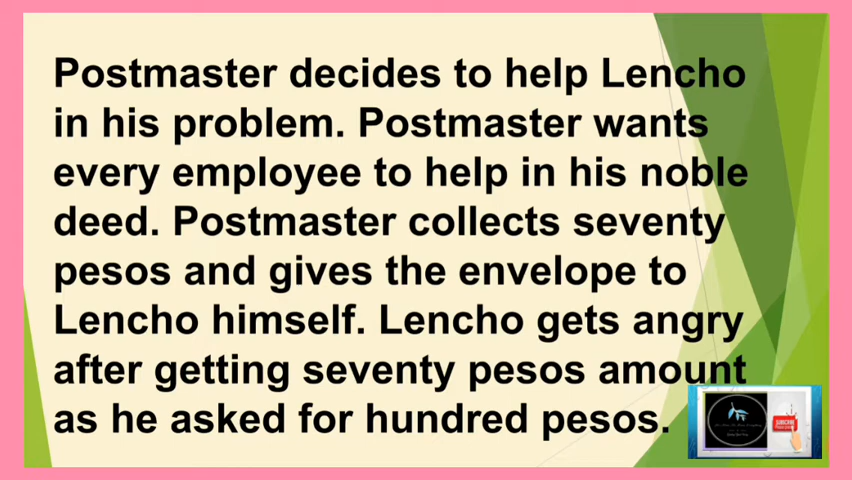 Postmaster decides to help Lencho
in his problem. Postmaster wants
every employee to help in his noble
deed. Postmaster collects seventy
pesos and gives the envelope to
Lencho himself. Lencho gets angry
after getting seventy pesos amount
as he asked for hundred pesos.
SUBSCRIBE